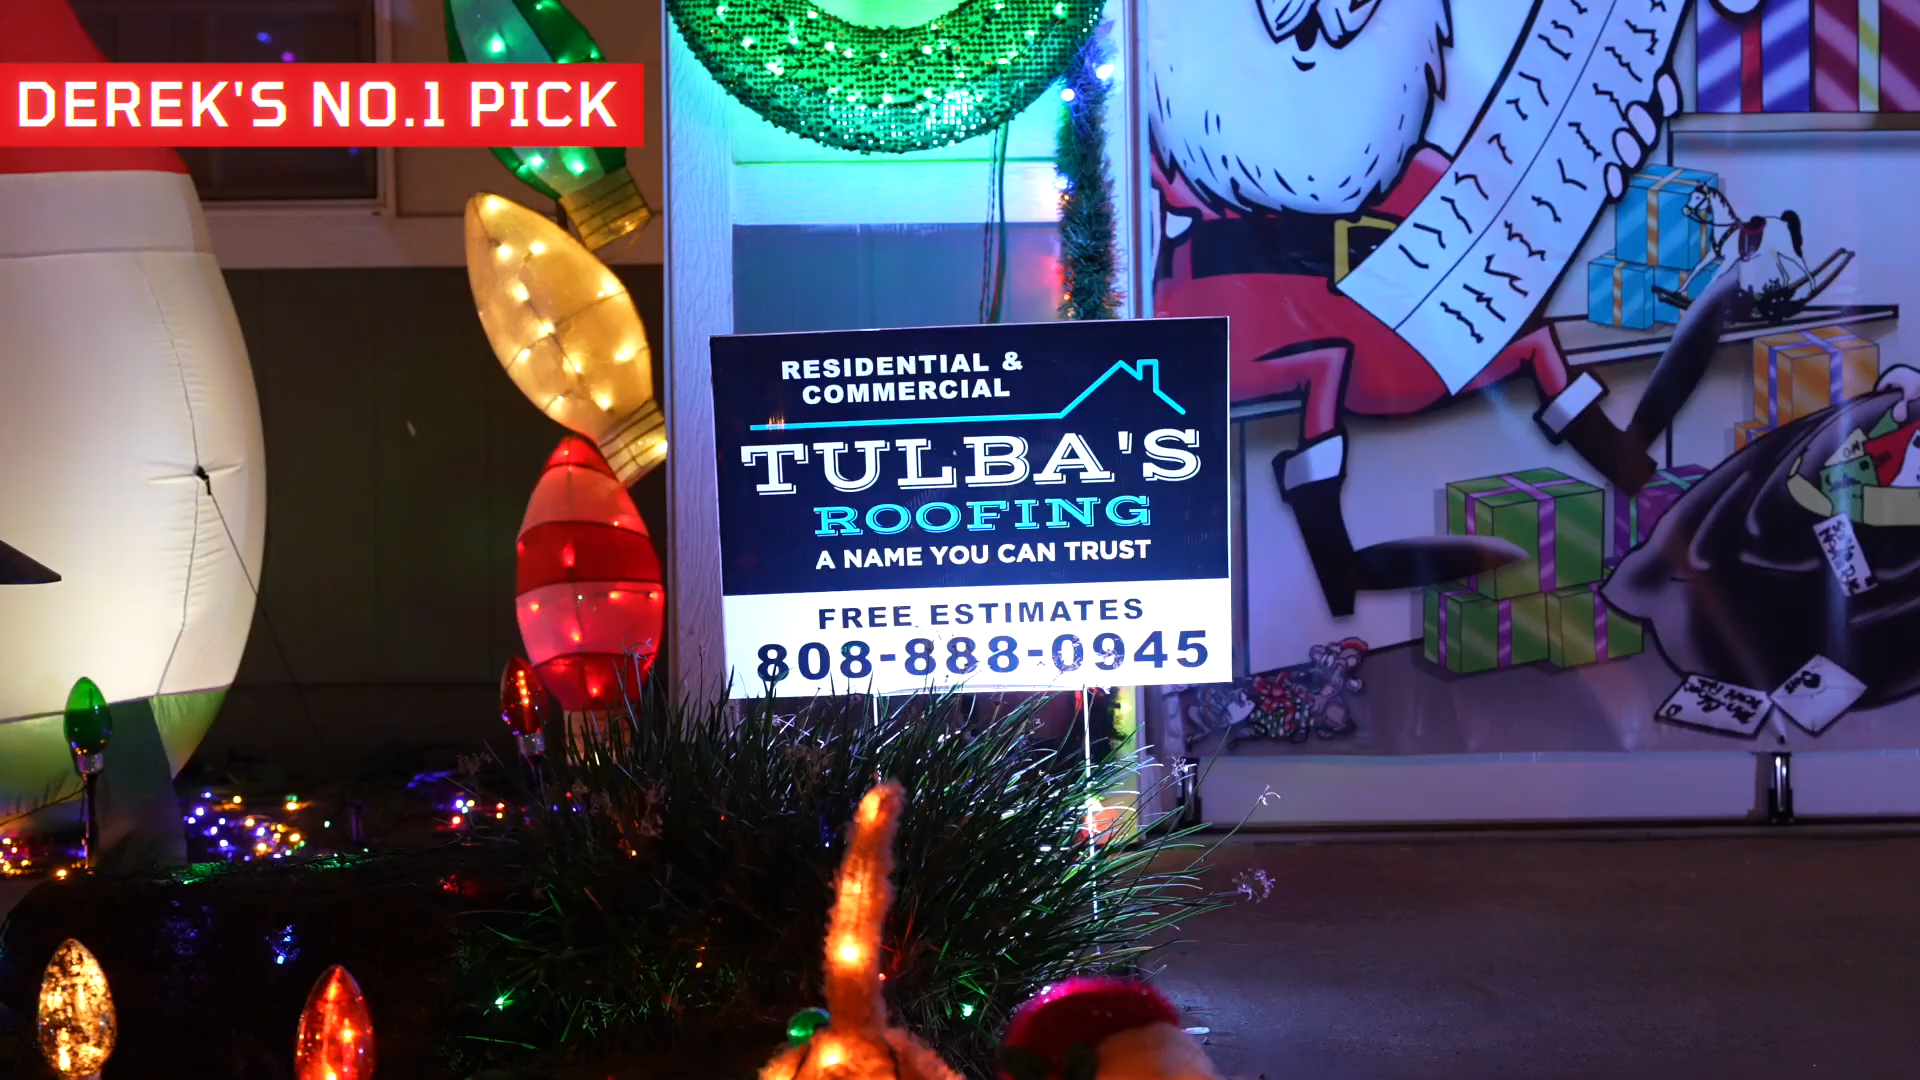 DEREK'S NO.1 PICK
RESIDENTIAL &
COMMERCIAL
TULBA'S
ROOFING
A NAME YOU CAN TRUST
FREE ESTIMATES
808-888-0945